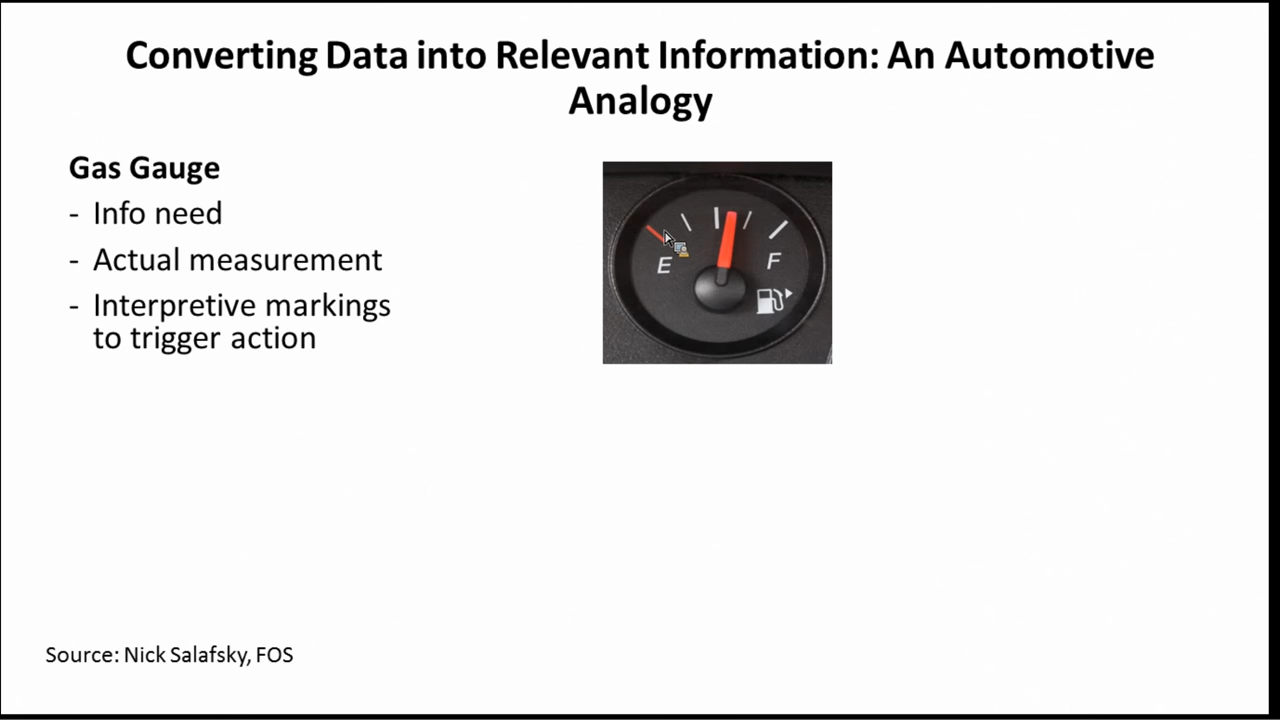 Converting Data into Relevant Information: An Automotive
Analogy
Gas Gauge
- Info need
- Actual measurement
- Interpretive markings
to trigger action
E
F
Source: Nick Salafsky, FOS